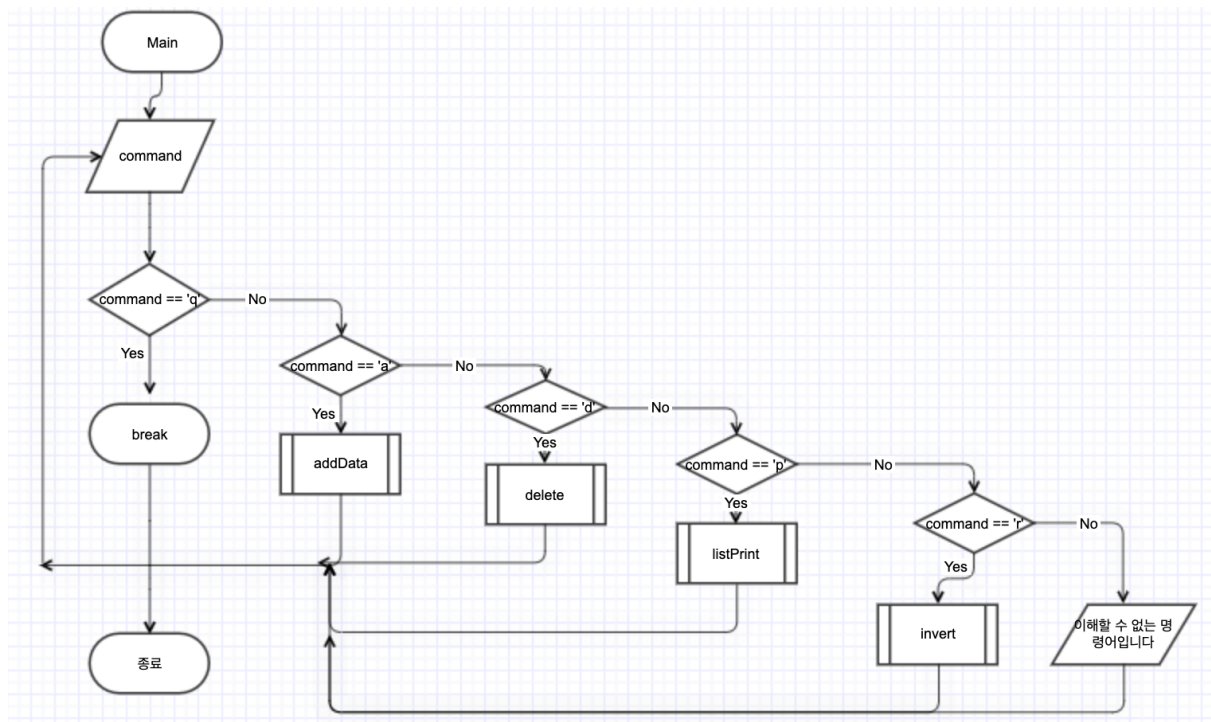 Main
command
command == 'q'
No
Yes
command == 'a'
No
Yes
command == 'd'
No
Yes
command == 'p'
No
Yes
command == 'r'
No
Yes
break
addData
delete
listPrint
invert
이해할 수 없는 명
령어입니다
종료